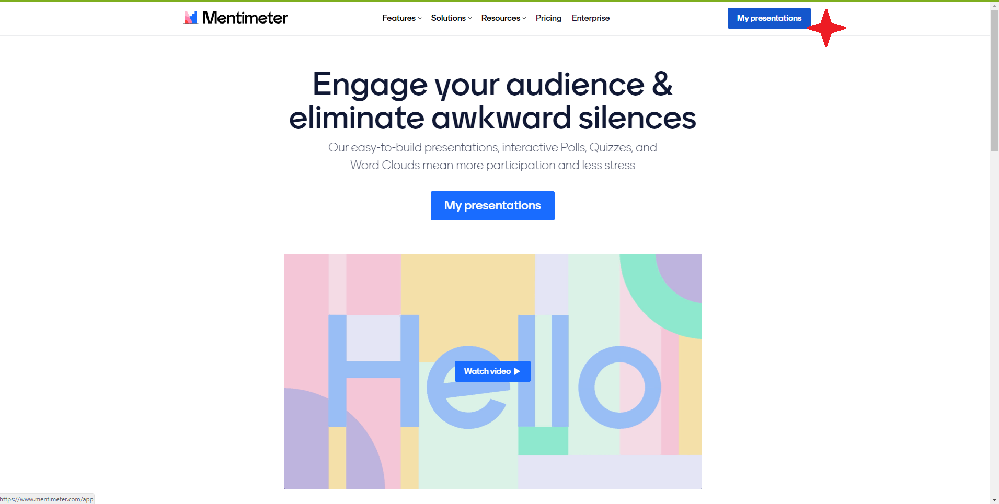 Mentimeter
Features
Solutions
Resources
Pricing
Enterprise
My presentations
Engage your audience &
eliminate awkward silences
Our easy-to-build presentations, interactive Polls, Quizzes, and
Word Clouds mean more participation and less stress
My presentations
Hello
Watch video
https://www.mentimeter.com/app